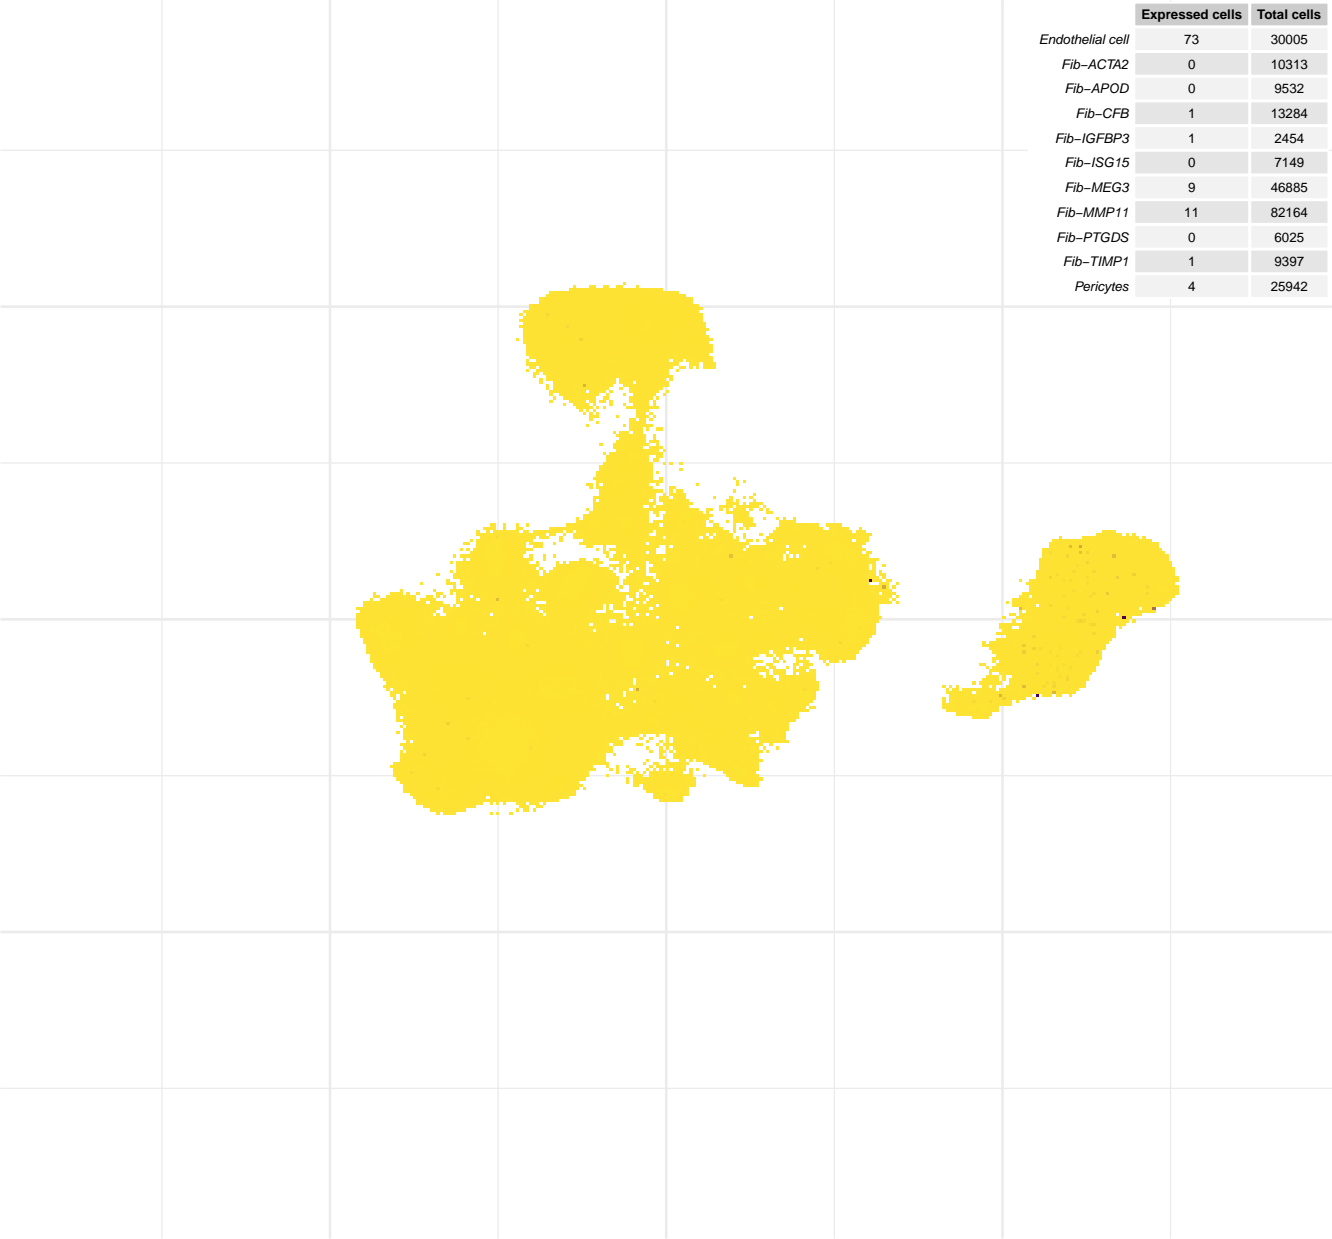 Expressed cells Total cells
Endothelial cell 73 30005
Fib−ACTA2 0 10313
Fib−APOD 0 9532
Fib−CFB 1 13284
Fib−IGFBP3 1 2454
Fib−ISG15 0 7149
Fib−MEG3 9 46885
Fib−MMP11 11 82164
Fib−PTGDS 0 6025
Fib−TIMP1 1 9397
Pericytes 4 25942